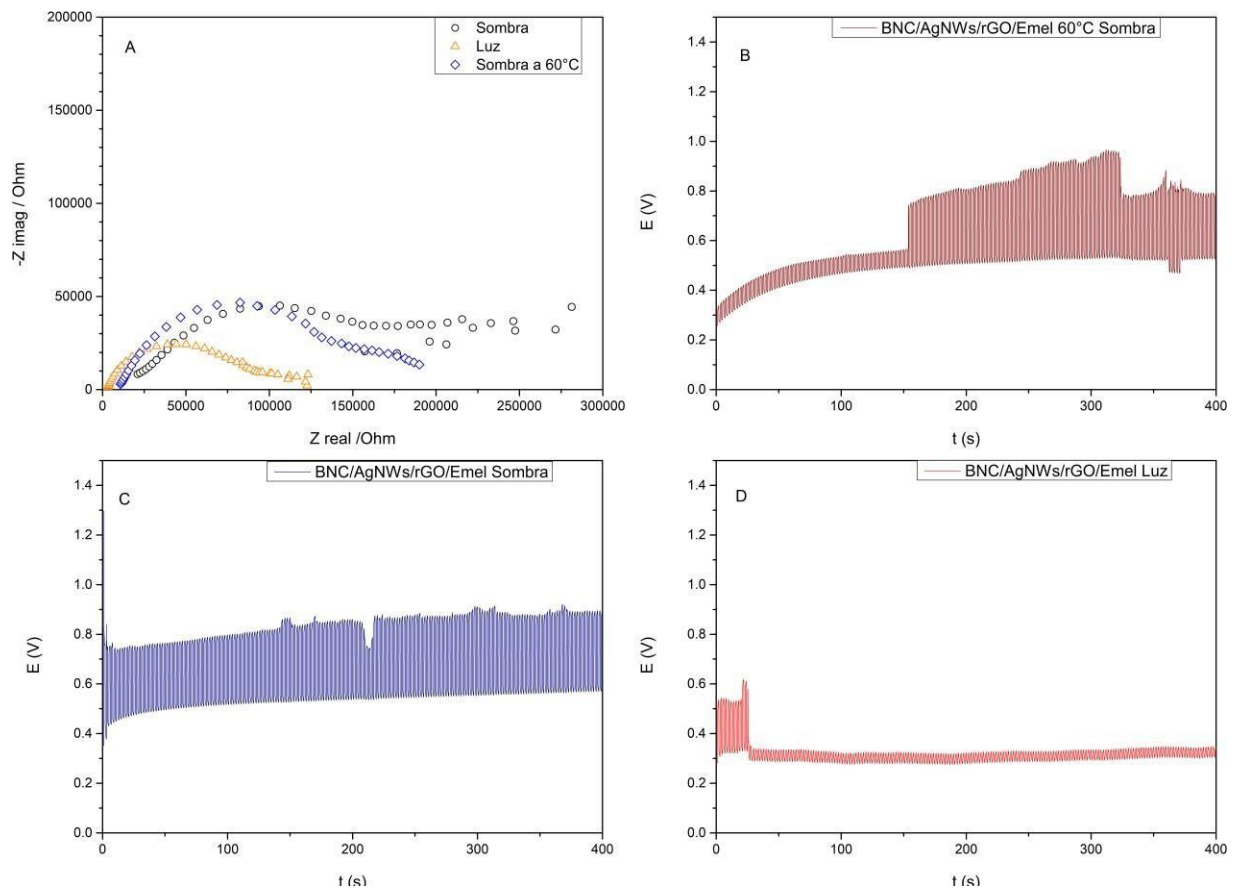 A
Sombra
Luz
Sombra a 60°C
200000
150000
100000
50000
0
-Z imag / Ohm
0 50000 100000 150000 200000 250000 300000
Z real /Ohm
B
BNC/AgNWs/rGO/Emel 60°C Sombra
1.4
1.2
1.0
0.8
0.6
0.4
0.2
0.0
E (V)
0 100 200 300 400
t (s)
C
BNC/AgNWs/rGO/Emel Sombra
1.4
1.2
1.0
0.8
0.6
0.4
0.2
0.0
E (V)
0 100 200 300 400
t (s)
D
BNC/AgNWs/rGO/Emel Luz
1.4
1.2
1.0
0.8
0.6
0.4
0.2
0.0
E (V)
0 100 200 300 400
t (s)